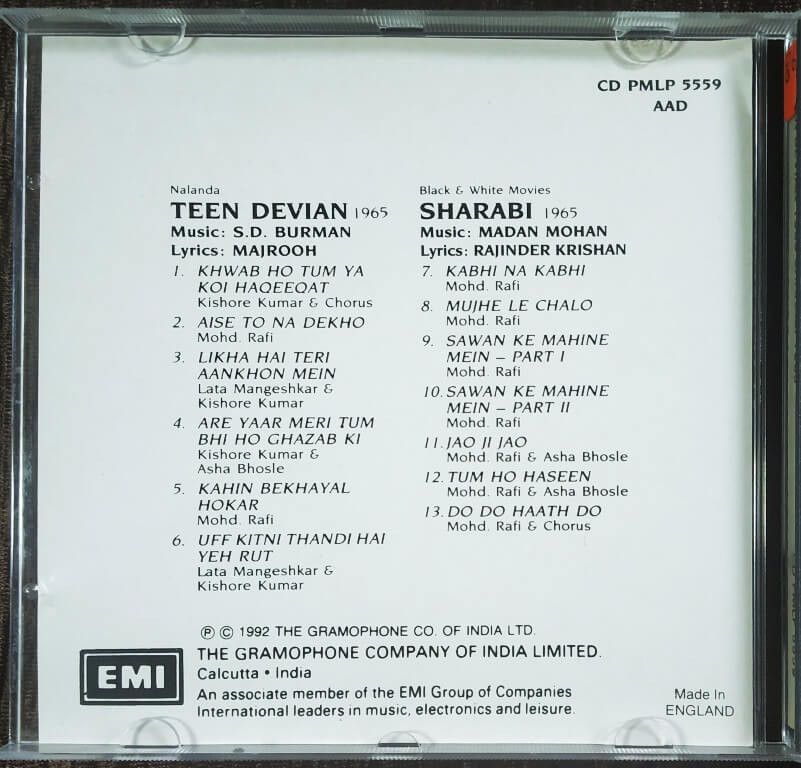 CD PMLP 5559
AAD
Nalanda
TEEN DEVIAN 1965
Music: S.D. BURMAN
Lyrics: MAJROOH
1. KHWAB HO TUM YA
KOI HAQEEQAT
Kishore Kumar & Chorus
2. AISE TO NA DEKHO
Mohd. Rafi
3. LIKHA HAI TERI
AANKHON MEIN
Lata Mangeshkar &
Kishore Kumar
4. ARE YAAR MERI TUM
BHI HO GHAZAB KI
Kishore Kumar &
Asha Bhosle
5. KAHIN BEKHAYAL
HOKAR
Mohd. Rafi
6. UFF KITNI THANDI HAI
YEH RUT
Lata Mangeshkar &
Kishore Kumar
Black & White Movies
SHARABI 1965
Music: MADAN MOHAN
Lyrics: RAJINDER KRISHAN
7. KABHI NA KABHI
Mohd. Rafi
8. MUJHE LE CHALO
Mohd. Rafi
9. SAWAN KE MAHINE
MEIN – PART I
Mohd. Rafi
10. SAWAN KE MAHINE
MEIN – PART II
Mohd. Rafi
11. JAO JI JAO
Mohd. Rafi & Asha Bhosle
12. TUM HO HASEEN
Mohd. Rafi & Asha Bhosle
13. DO DO HAATH DO
Mohd. Rafi & Chorus
℗ © 1992 THE GRAMOPHONE CO. OF INDIA LTD.
THE GRAMOPHONE COMPANY OF INDIA LIMITED.
Calcutta • India
EMI
An associate member of the EMI Group of Companies
International leaders in music, electronics and leisure.
Made In
ENGLAND